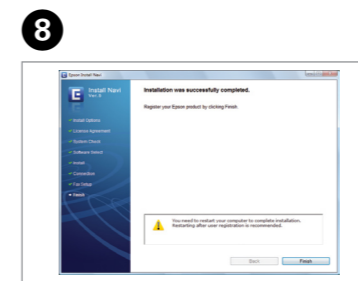 8
Epson Install Navi
Install Navi
Installation was successfully completed.
Register your Epson product by clicking Finish.
Install Options
License Agreement
System Check
Software Select
Install
Connection
Fax Setup
Finish
You need to restart your computer to complete installation.
Restarting after user registration is recommended.
Back
Finish